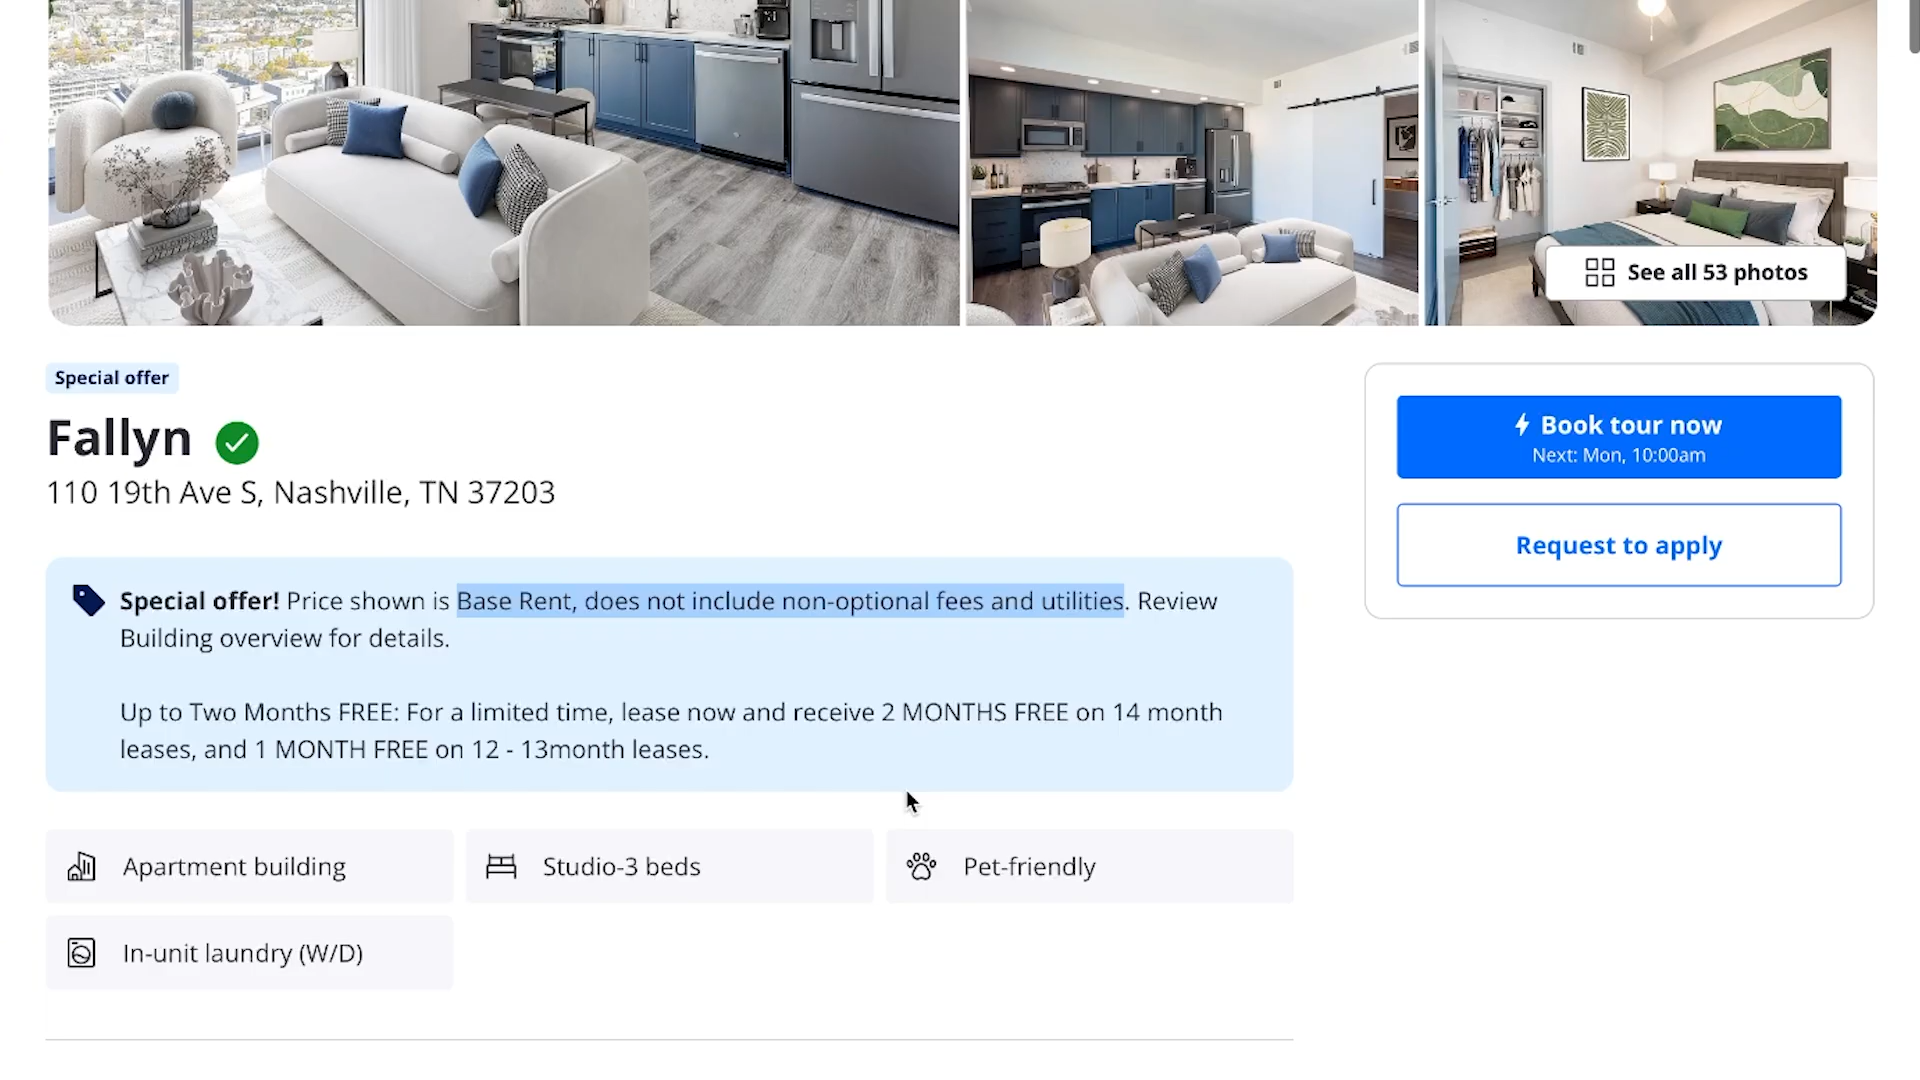 See all 53 photos
Special offer
Fallyn
110 19th Ave S, Nashville, TN 37203
Book tour now
Next: Mon, 10:00am
Request to apply
Special offer! Price shown is Base Rent, does not include non-optional fees and utilities. Review
Building overview for details.
Up to Two Months FREE: For a limited time, lease now and receive 2 MONTHS FREE on 14 month
leases, and 1 MONTH FREE on 12 - 13month leases.
Apartment building
Studio-3 beds
Pet-friendly
In-unit laundry (W/D)